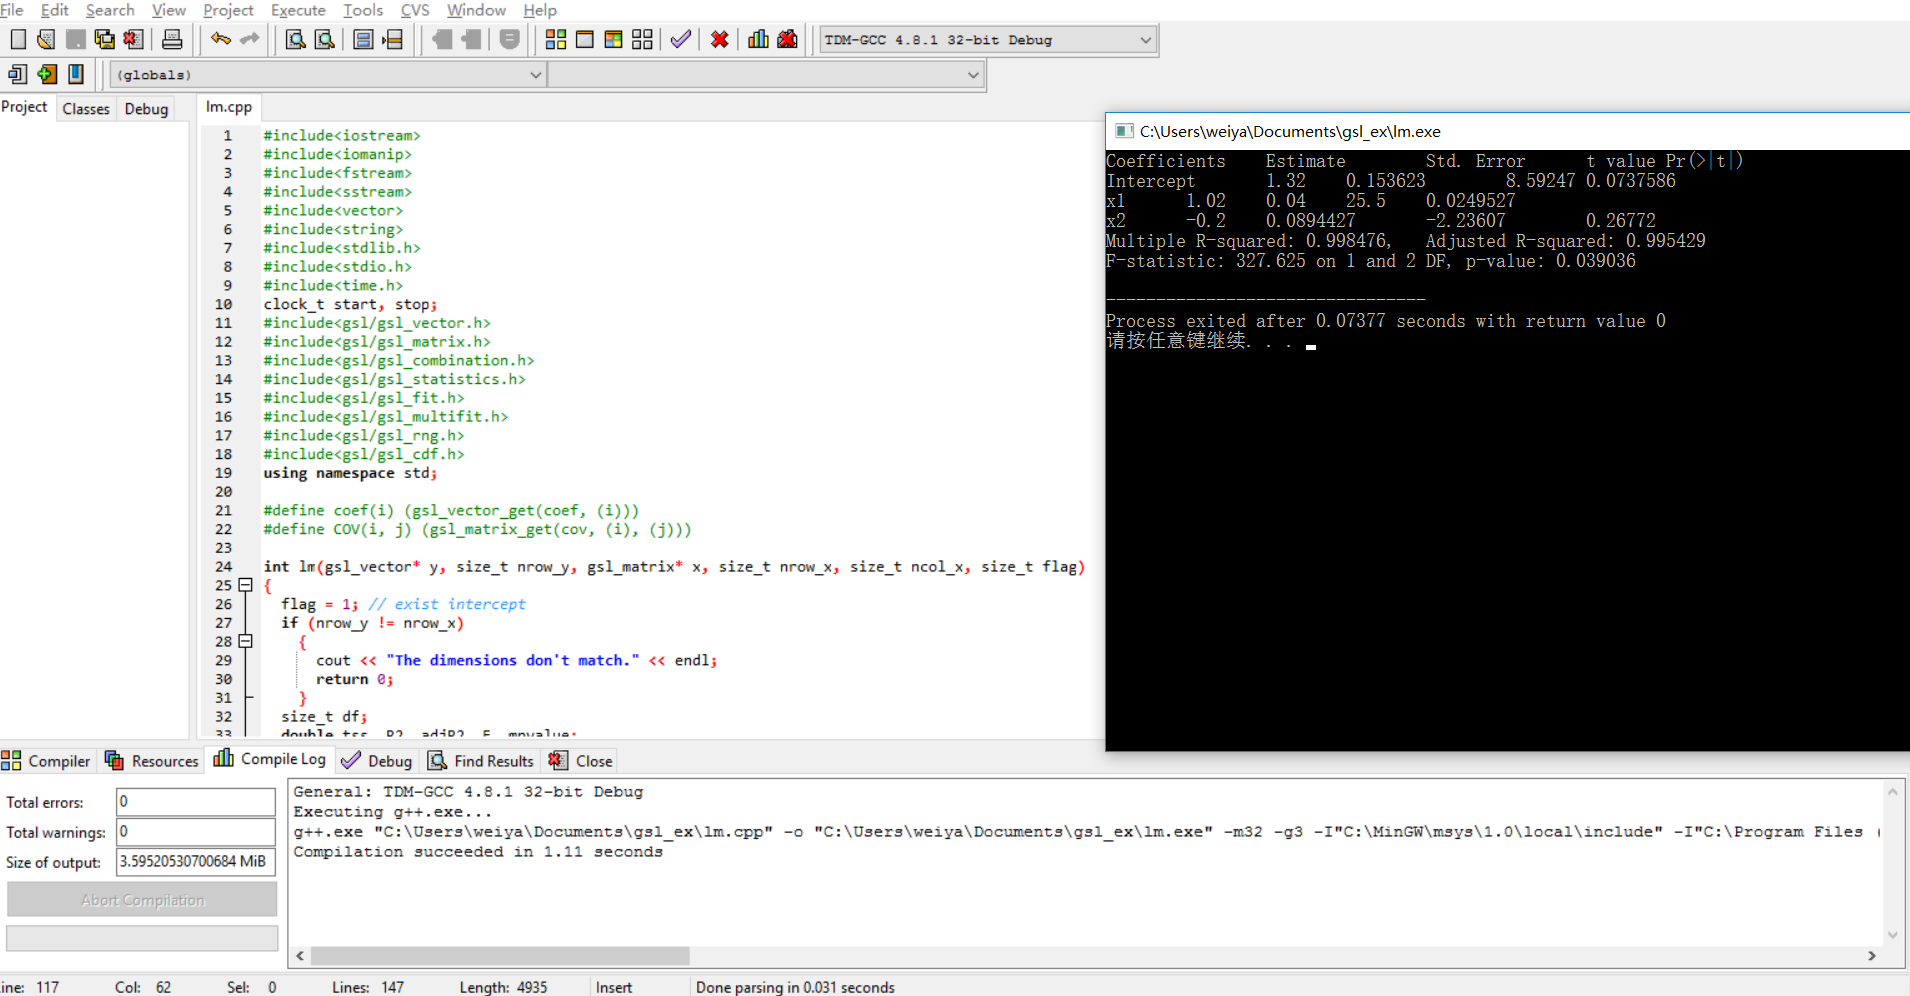 File Edit Search View Project Execute Tools CVS Window Help
TDM-GCC 4.8.1 32-bit Debug
(globals)
Project Classes Debug
lm.cpp
1 #include<iostream>
2 #include<iomanip>
3 #include<fstream>
4 #include<sstream>
5 #include<vector>
6 #include<string>
7 #include<stdlib.h>
8 #include<stdio.h>
9 #include<time.h>
10 clock_t start, stop;
11 #include<gsl/gsl_vector.h>
12 #include<gsl/gsl_matrix.h>
13 #include<gsl/gsl_combination.h>
14 #include<gsl/gsl_statistics.h>
15 #include<gsl/gsl_fit.h>
16 #include<gsl/gsl_multifit.h>
17 #include<gsl/gsl_rng.h>
18 #include<gsl/gsl_cdf.h>
19 using namespace std;
20
21 #define coef(i) (gsl_vector_get(coef, (i)))
22 #define COV(i, j) (gsl_matrix_get(cov, (i), (j)))
23
24 int lm(gsl_vector* y, size_t nrow_y, gsl_matrix* x, size_t nrow_x, size_t ncol_x, size_t flag)
25 {
26 flag = 1; // exist intercept
27 if (nrow_y != nrow_x)
28 {
29 cout << "The dimensions don't match." << endl;
30 return 0;
31 }
32 size_t df;
33 double tss, R2, adjR2, F, mpvalue;
C:\Users\weiya\Documents\gsl_ex\lm.exe
Coefficients Estimate Std. Error t value Pr(>|t|)
Intercept 1.32 0.153623 8.59247 0.0737586
x1 1.02 0.04 25.5 0.0249527
x2 -0.2 0.0894427 -2.23607 0.26772
Multiple R-squared: 0.998476, Adjusted R-squared: 0.995429
F-statistic: 327.625 on 1 and 2 DF, p-value: 0.039036
--------------------------------
Process exited after 0.07377 seconds with return value 0
请按任意键继续. . .
Compiler Resources Compile Log Debug Find Results Close
Total errors: 0
Total warnings: 0
Size of output: 3.59520530700684 MiB
Abort Compilation
General: TDM-GCC 4.8.1 32-bit Debug
Executing g++.exe...
g++.exe "C:\Users\weiya\Documents\gsl_ex\lm.cpp" -o "C:\Users\weiya\Documents\gsl_ex\lm.exe" -m32 -g3 -I"C:\MinGW\msys\1.0\local\include" -I"C:\Program Files (
Compilation succeeded in 1.11 seconds
ine: 117 Col: 62 Sel: 0 Lines: 147 Length: 4935 Insert Done parsing in 0.031 seconds